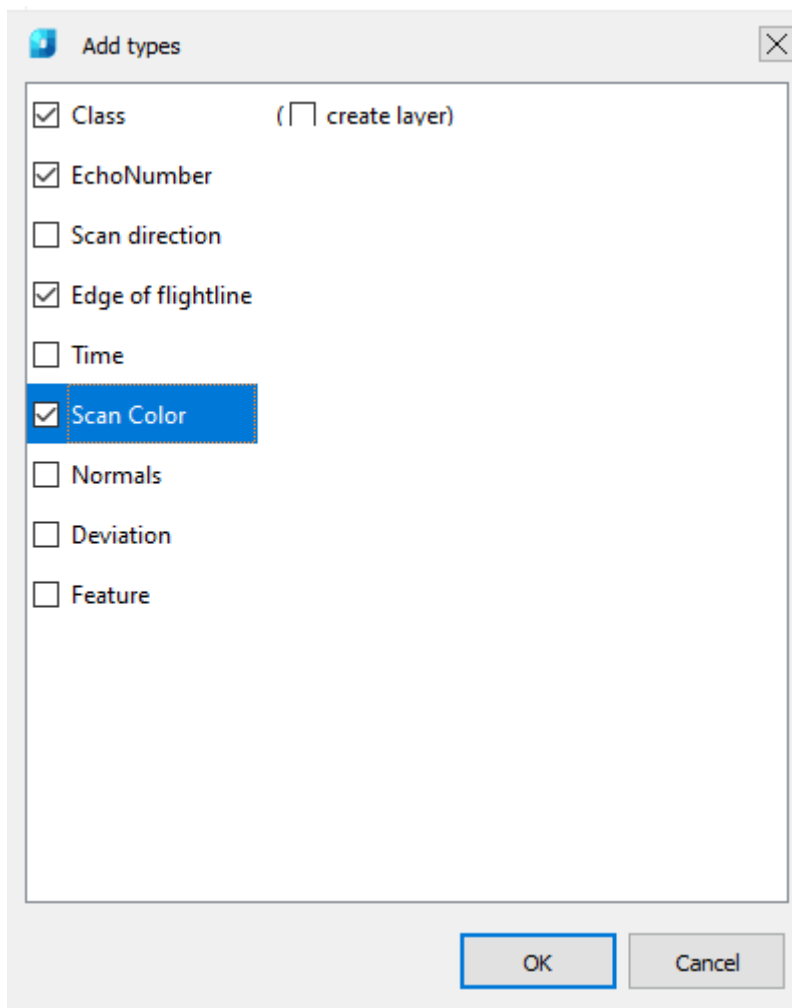 Add types
Class ( create layer)
EchoNumber
Scan direction
Edge of flightline
Time
Scan Color
Normals
Deviation
Feature
OK Cancel